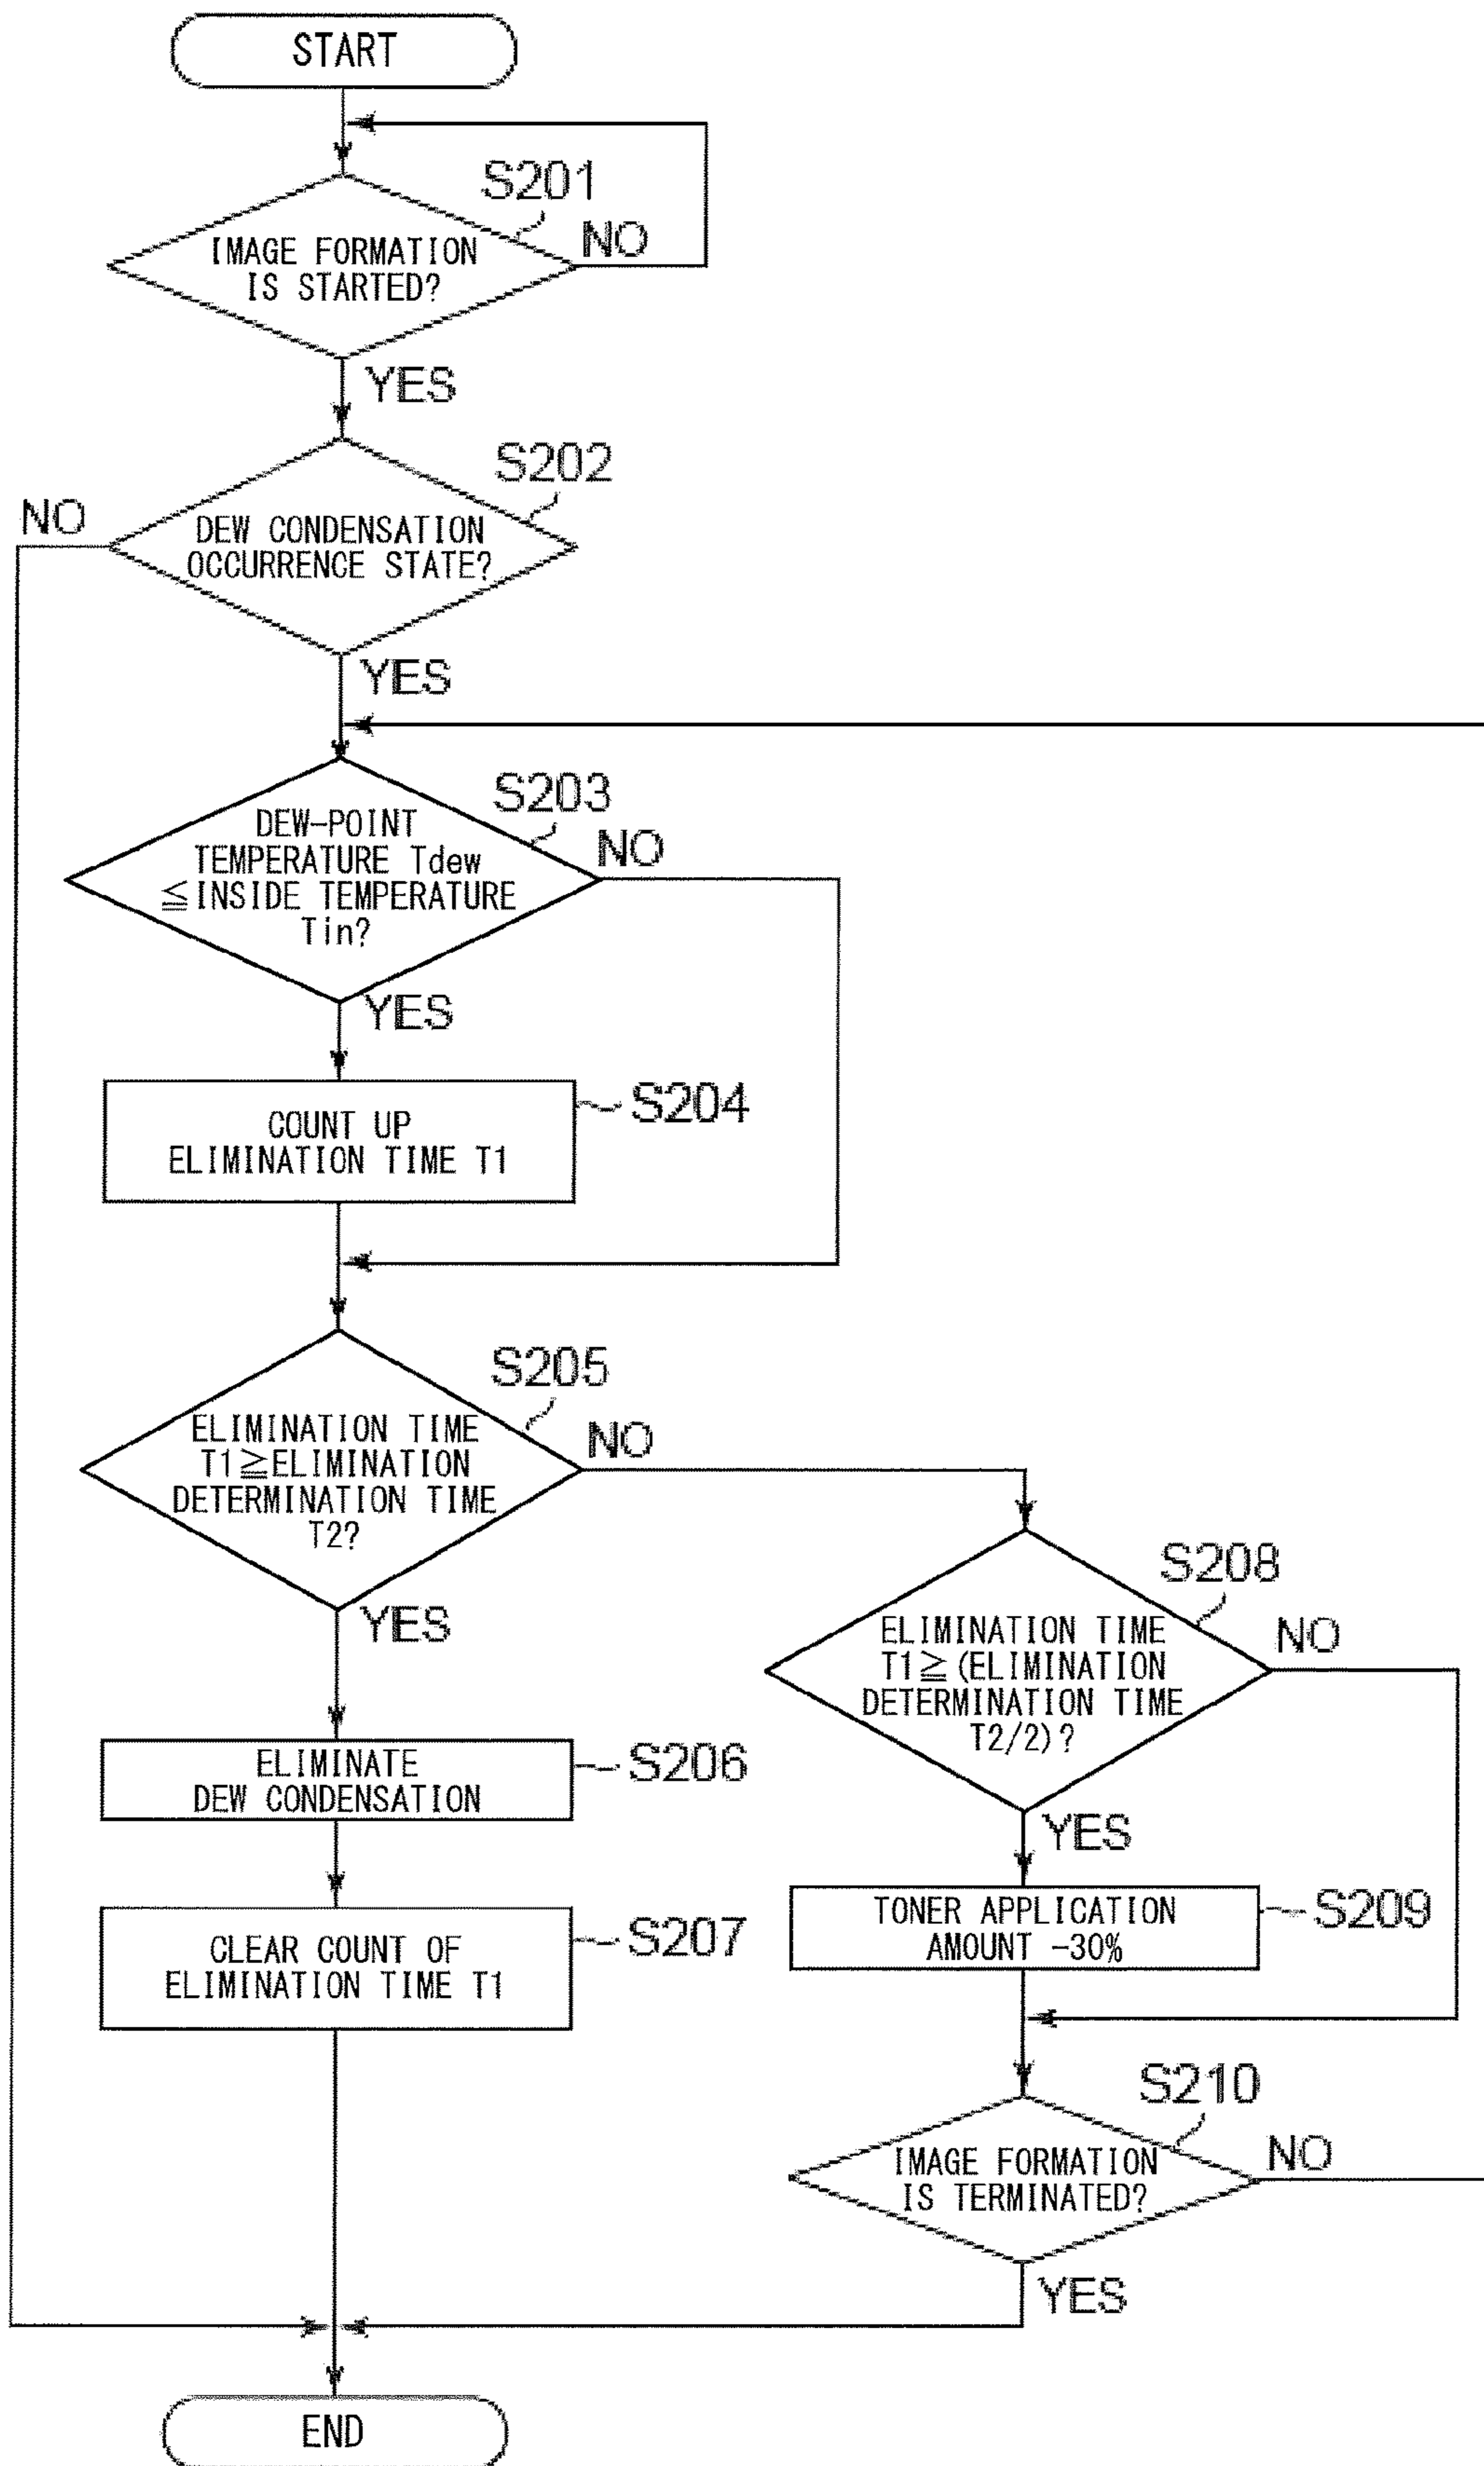 START
S201
IMAGE FORMATION
IS STARTED?
NO
YES
S202
NO
DEW CONDENSATION
OCCURRENCE STATE?
YES
S203
DEW-POINT
TEMPERATURE Tdew
≦INSIDE TEMPERATURE
Tin?
NO
YES
S204
COUNT UP
ELIMINATION TIME T1
S205
ELIMINATION TIME
T1≧ELIMINATION
DETERMINATION TIME
T2?
NO
YES
S208
ELIMINATION TIME
T1≧(ELIMINATION
DETERMINATION TIME
T2/2)?
NO
YES
S206
ELIMINATE
DEW CONDENSATION
S209
TONER APPLICATION
AMOUNT -30%
S207
CLEAR COUNT OF
ELIMINATION TIME T1
S210
IMAGE FORMATION
IS TERMINATED?
NO
YES
END